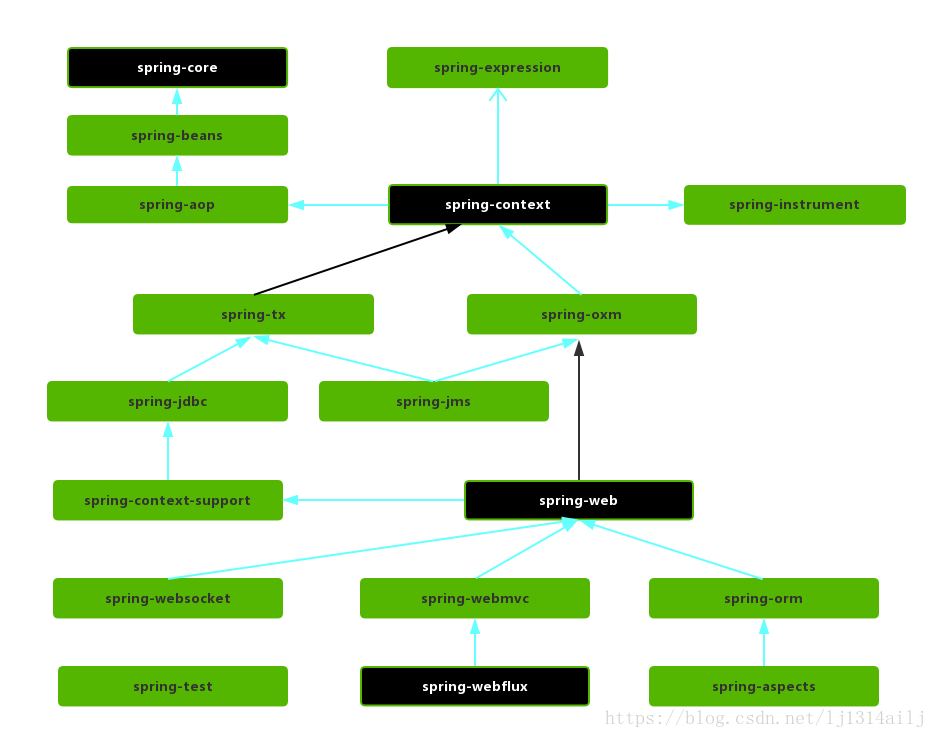 spring-core
spring-expression
spring-beans
spring-aop
spring-context
spring-instrument
spring-tx
spring-oxm
spring-jdbc
spring-jms
spring-context-support
spring-web
spring-websocket
spring-webmvc
spring-orm
spring-test
spring-webflux
spring-aspects
https://blog.csdn.net/lj1314ailj